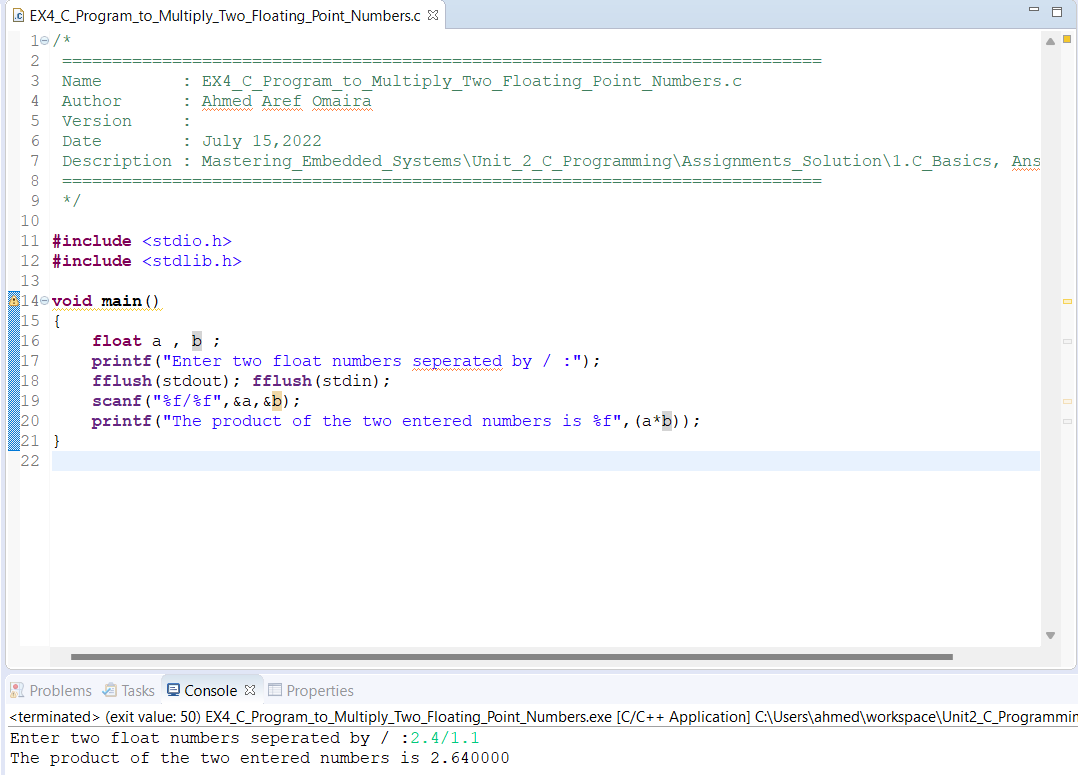 EX4_C_Program_to_Multiply_Two_Floating_Point_Numbers.c
1 /*
2 ============================================================================
3 Name        : EX4_C_Program_to_Multiply_Two_Floating_Point_Numbers.c
4 Author      : Ahmed Aref Omaira
5 Version     :
6 Date        : July 15,2022
7 Description : Mastering_Embedded_Systems\Unit_2_C_Programming\Assignments_Solution\1.C_Basics, Ans
8 ============================================================================
9 */
10
11 #include <stdio.h>
12 #include <stdlib.h>
13
14 void main()
15 {
16     float a , b ;
17     printf("Enter two float numbers seperated by / :");
18     fflush(stdout); fflush(stdin);
19     scanf("%f/%f",&a,&b);
20     printf("The product of the two entered numbers is %f",(a*b));
21 }
22
Problems Tasks Console Properties
<terminated> (exit value: 50) EX4_C_Program_to_Multiply_Two_Floating_Point_Numbers.exe [C/C++ Application] C:\Users\ahmed\workspace\Unit2_C_Programmin
Enter two float numbers seperated by / :2.4/1.1
The product of the two entered numbers is 2.640000